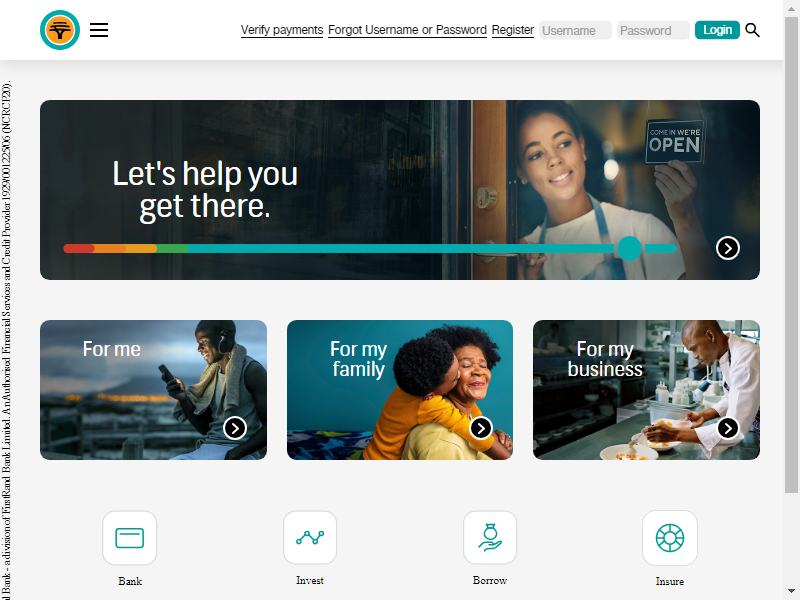 Verify payments Forgot Username or Password Register Username Password Login
Let's help you
get there.
COME IN WE'RE
OPEN
For me
For my
family
For my
business
Bank
Invest
Borrow
Insure
Bank - a division of FirstRand Bank Limited. An Authorised Financial Services and Credit Provider 1929/001225/06 (NCRCP20).